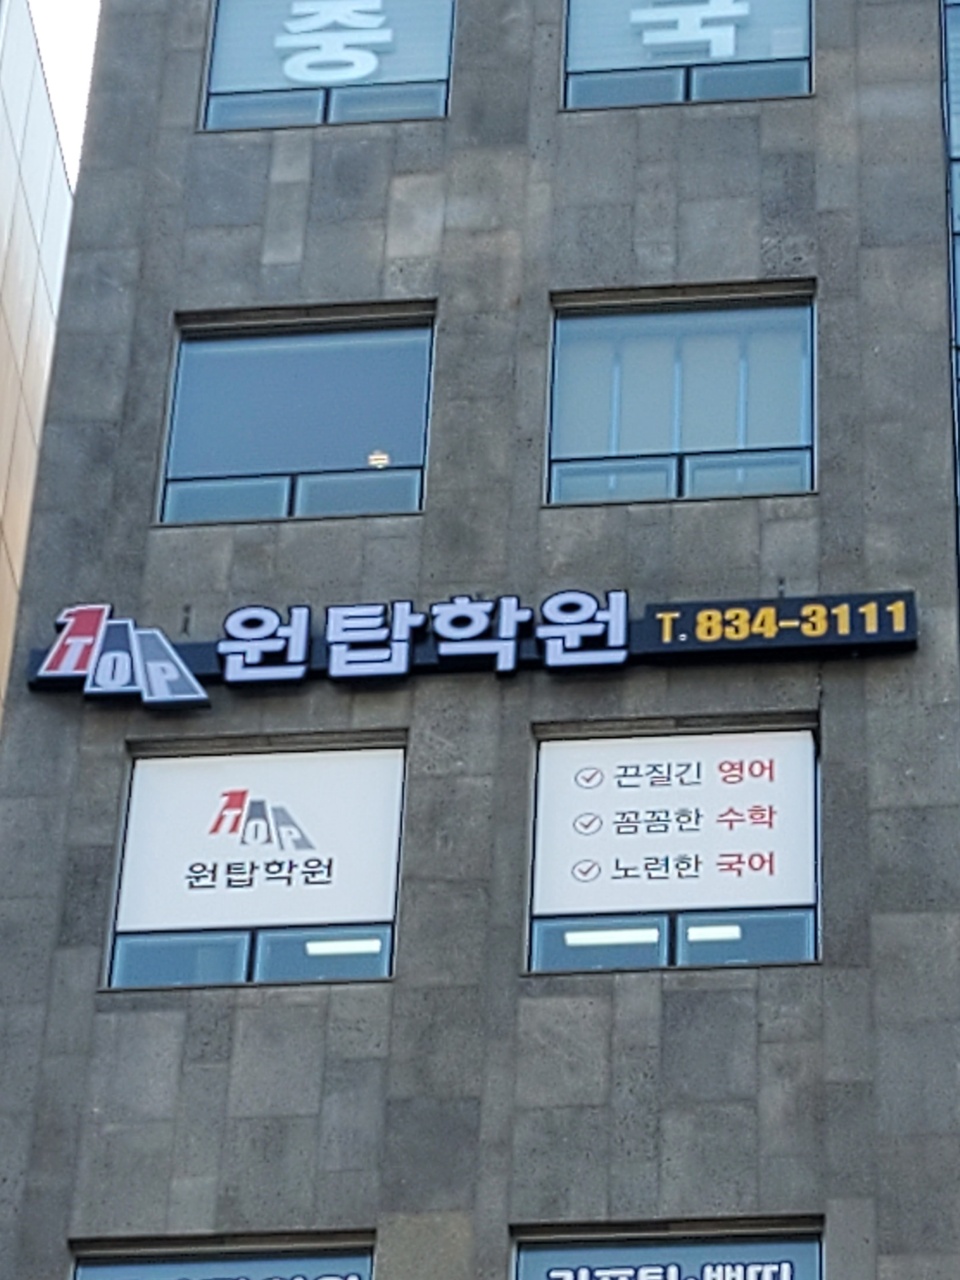 중 국
1TOP 원탑학원 T. 834-3111
1TOP
원탑학원
끈질긴 영어
꼼꼼한 수학
노련한 국어